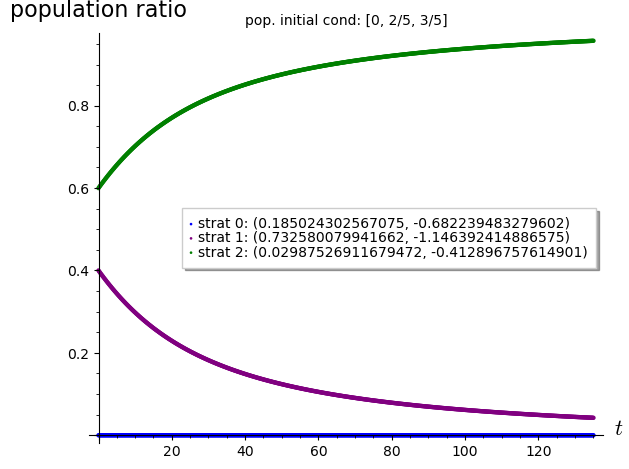 population ratio
pop. initial cond: [0, 2/5, 3/5]
0.8
0.6
strat 0: (0.185024302567075, -0.682239483279602)
strat 1: (0.732580079941662, -1.146392414886575)
strat 2: (0.02987526911679472, -0.412896757614901)
0.4
0.2
t
20 40 60 80 100 120